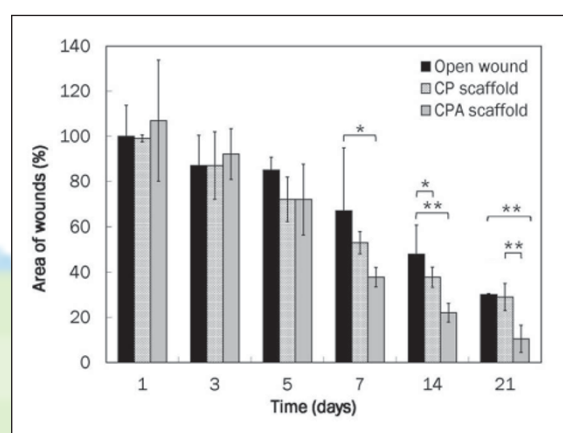 140
120
100
80
60
40
20
0
Area of wounds (%)
Open wound
CP scaffold
CPA scaffold
*
*
**
**
**
1 3 5 7 14 21
Time (days)